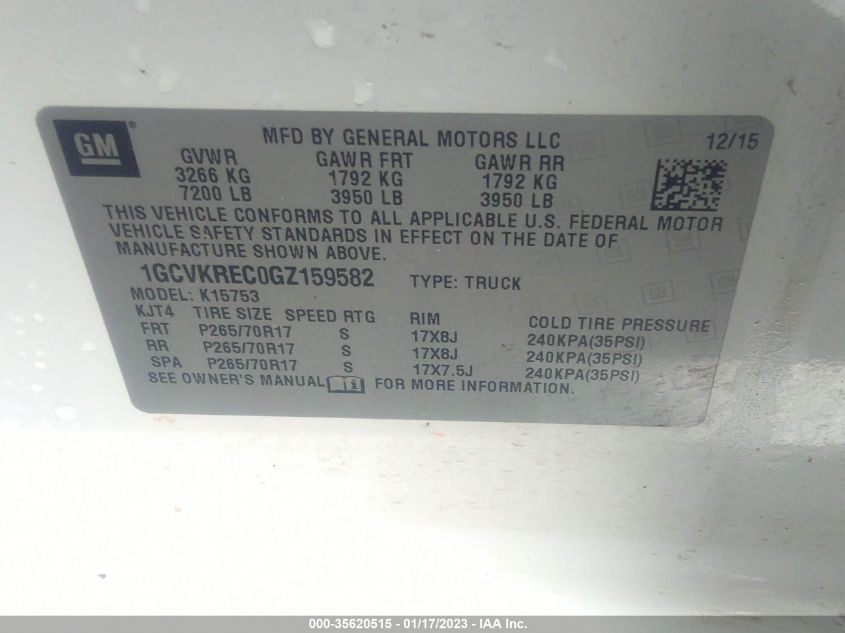 GM ® MFD BY GENERAL MOTORS LLC 12/15
GVWR GAWR FRT GAWR RR
3266 KG 1792 KG 1792 KG
7200 LB 3950 LB 3950 LB
THIS VEHICLE CONFORMS TO ALL APPLICABLE U.S. FEDERAL MOTOR
VEHICLE SAFETY STANDARDS IN EFFECT ON THE DATE OF
MANUFACTURE SHOWN ABOVE.
1GCVKREC0GZ159582 TYPE: TRUCK
MODEL: K15753
KJT4 TIRE SIZE SPEED RTG RIM COLD TIRE PRESSURE
FRT P265/70R17 S 17X8J 240KPA(35PSI)
RR P265/70R17 S 17X8J 240KPA(35PSI)
SPA P265/70R17 S 17X7.5J 240KPA(35PSI)
SEE OWNER'S MANUAL FOR MORE INFORMATION.
000-35620515 - 01/17/2023 - IAA Inc.